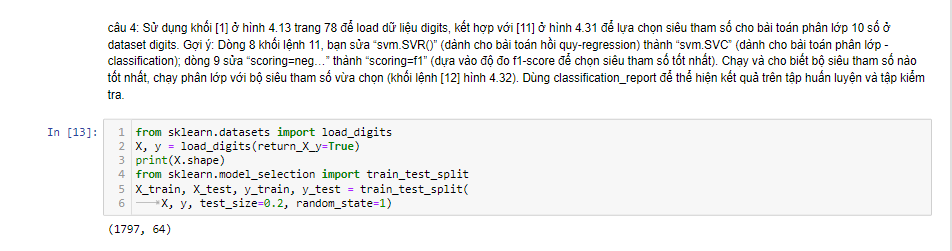 câu 4: Sử dụng khối [1] ở hình 4.13 trang 78 để load dữ liệu digits, kết hợp với [11] ở hình 4.31 để lựa chọn siêu tham số cho bài toán phân lớp 10 số ở
dataset digits. Gợi ý: Dòng 8 khối lệnh 11, bạn sửa “svm.SVR()” (dành cho bài toán hồi quy-regression) thành “svm.SVC” (dành cho bài toán phân lớp -
classification); dòng 9 sửa “scoring=neg…” thành “scoring=f1” (dựa vào độ đo f1-score để chọn siêu tham số tốt nhất). Chạy và cho biết bộ siêu tham số nào
tốt nhất, chạy phân lớp với bộ siêu tham số vừa chọn (khối lệnh [12] hình 4.32). Dùng classification_report để thể hiện kết quả trên tập huấn luyện và tập kiểm
tra.
In [13]:
1 from sklearn.datasets import load_digits
2 X, y = load_digits(return_X_y=True)
3 print(X.shape)
4 from sklearn.model_selection import train_test_split
5 X_train, X_test, y_train, y_test = train_test_split(
6 X, y, test_size=0.2, random_state=1)
(1797, 64)